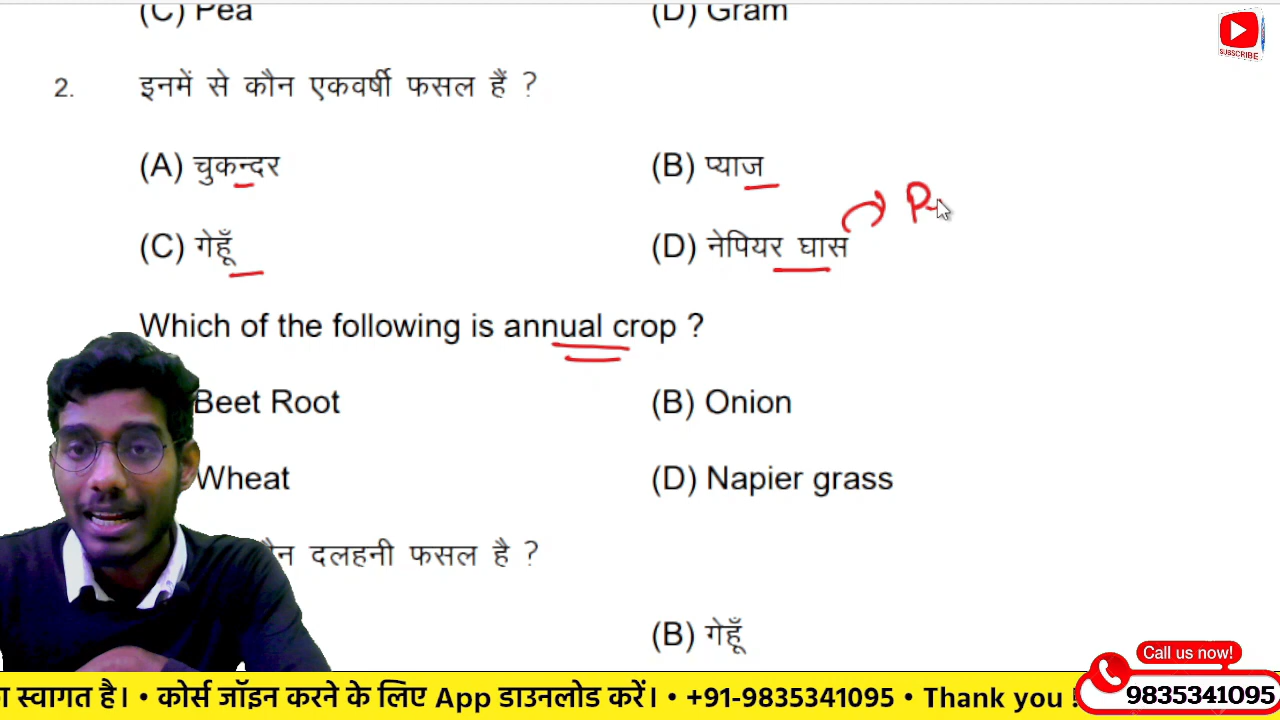 (C) Pea (D) Gram
SUBSCRIBE
2. इनमें से कौन एकवर्षी फसल हैं ?
(A) चुकन्दर (B) प्याज
P
(C) गेहूँ (D) नेपियर घास
Which of the following is annual crop ?
Beet Root (B) Onion
Wheat (D) Napier grass
कौन दलहनी फसल है ?
(B) गेहूँ
Call us now!
स्वागत है। • कोर्स जॉइन करने के लिए App डाउनलोड करें। • +91-9835341095 • Thank you !
9835341095